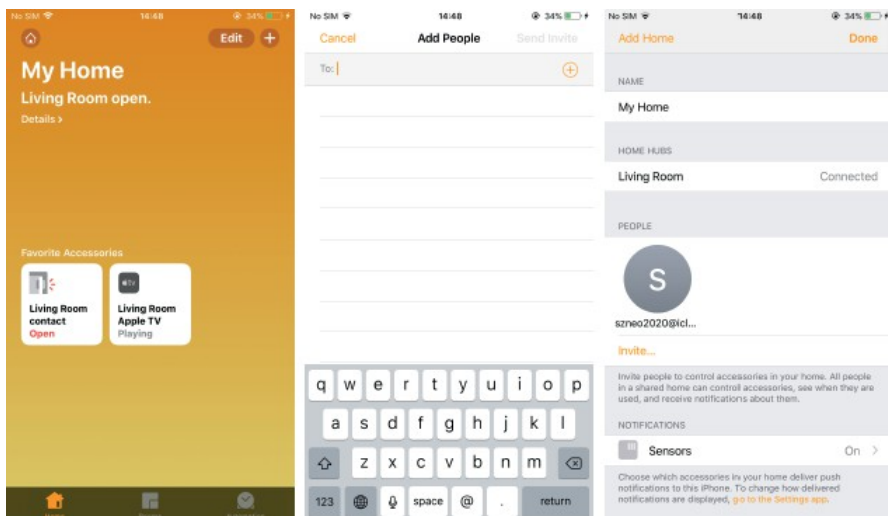 No SIM 14:48 34%
Edit +
My Home
Living Room open.
Details >
Favorite Accessories
Living Room
contact
Open
tv
Living Room
Apple TV
Playing
Home
Rooms
Automation
No SIM 14:48 34%
Cancel Add People Send Invite
To:
q w e r t y u i o p
a s d f g h j k l
z x c v b n m
123 space @ . return
No SIM 14:48 34%
Add Home Done
NAME
My Home
HOME HUBS
Living Room Connected
PEOPLE
S
szneo2020@icl...
Invite...
Invite people to control accessories in your home. All people
in a shared home can control accessories, see when they are
used, and receive notifications about them.
NOTIFICATIONS
Sensors On >
Choose which accessories in your home deliver push
notifications to this iPhone. To change how delivered
notifications are displayed, go to the Settings app.